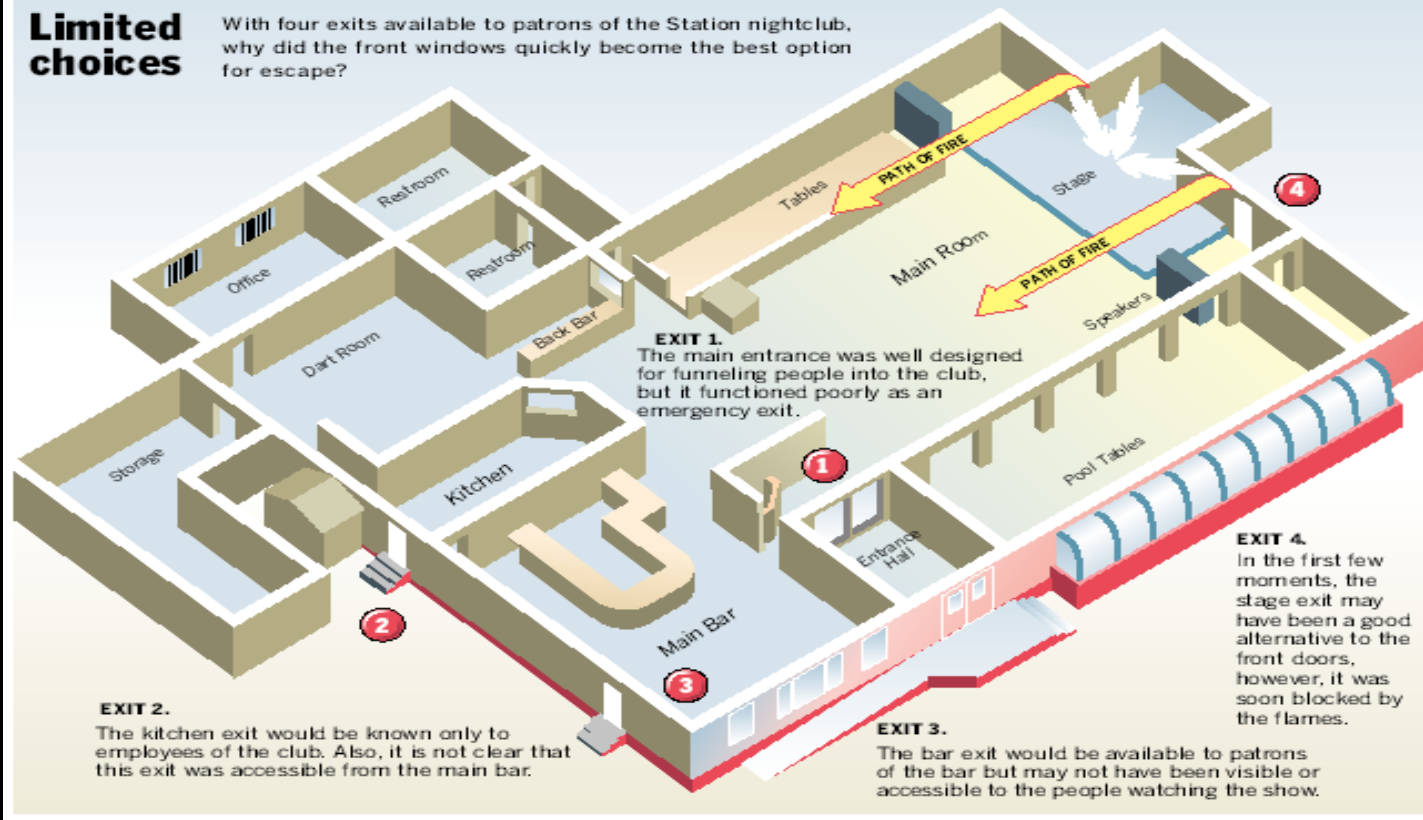 Limited
choices
With four exits available to patrons of the Station nightclub,
why did the front windows quickly become the best option
for escape?
PATH OF FIRE
Tables
Stage
4
Restroom
Restroom
Office
Main Room
PATH OF FIRE
Speakers
Back Bar
Dart Room
EXIT 1.
The main entrance was well designed
for funneling people into the club,
but it functioned poorly as an
emergency exit.
Storage
Kitchen
1
Pool Tables
Entrance
Hall
EXIT 4.
In the first few
moments, the
stage exit may
have been a good
alternative to the
front doors,
however, it was
soon blocked by
the flames.
2
Main Bar
3
EXIT 2.
The kitchen exit would be known only to
employees of the club. Also, it is not clear that
this exit was accessible from the main bar.
EXIT 3.
The bar exit would be available to patrons
of the bar but may not have been visible or
accessible to the people watching the show.